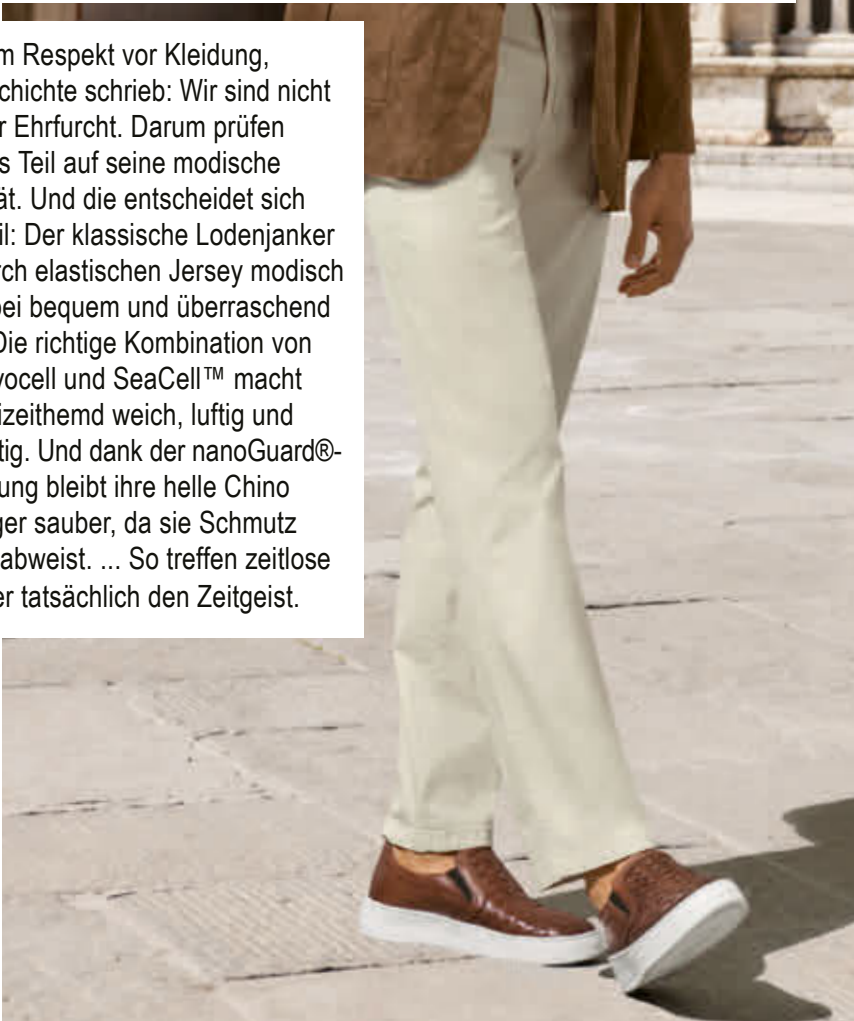 m Respekt vor Kleidung,
chichte schrieb: Wir sind nicht
r Ehrfurcht. Darum prüfen
s Teil auf seine modische
ät. Und die entscheidet sich
il: Der klassische Lodenjanker
rch elastischen Jersey modisch
bei bequem und überraschend
Die richtige Kombination von
yocell und SeaCell™ macht
izeithemd weich, luftig und
tig. Und dank der nanoGuard®-
ung bleibt ihre helle Chino
ger sauber, da sie Schmutz
abweist. ... So treffen zeitlose
er tatsächlich den Zeitgeist.